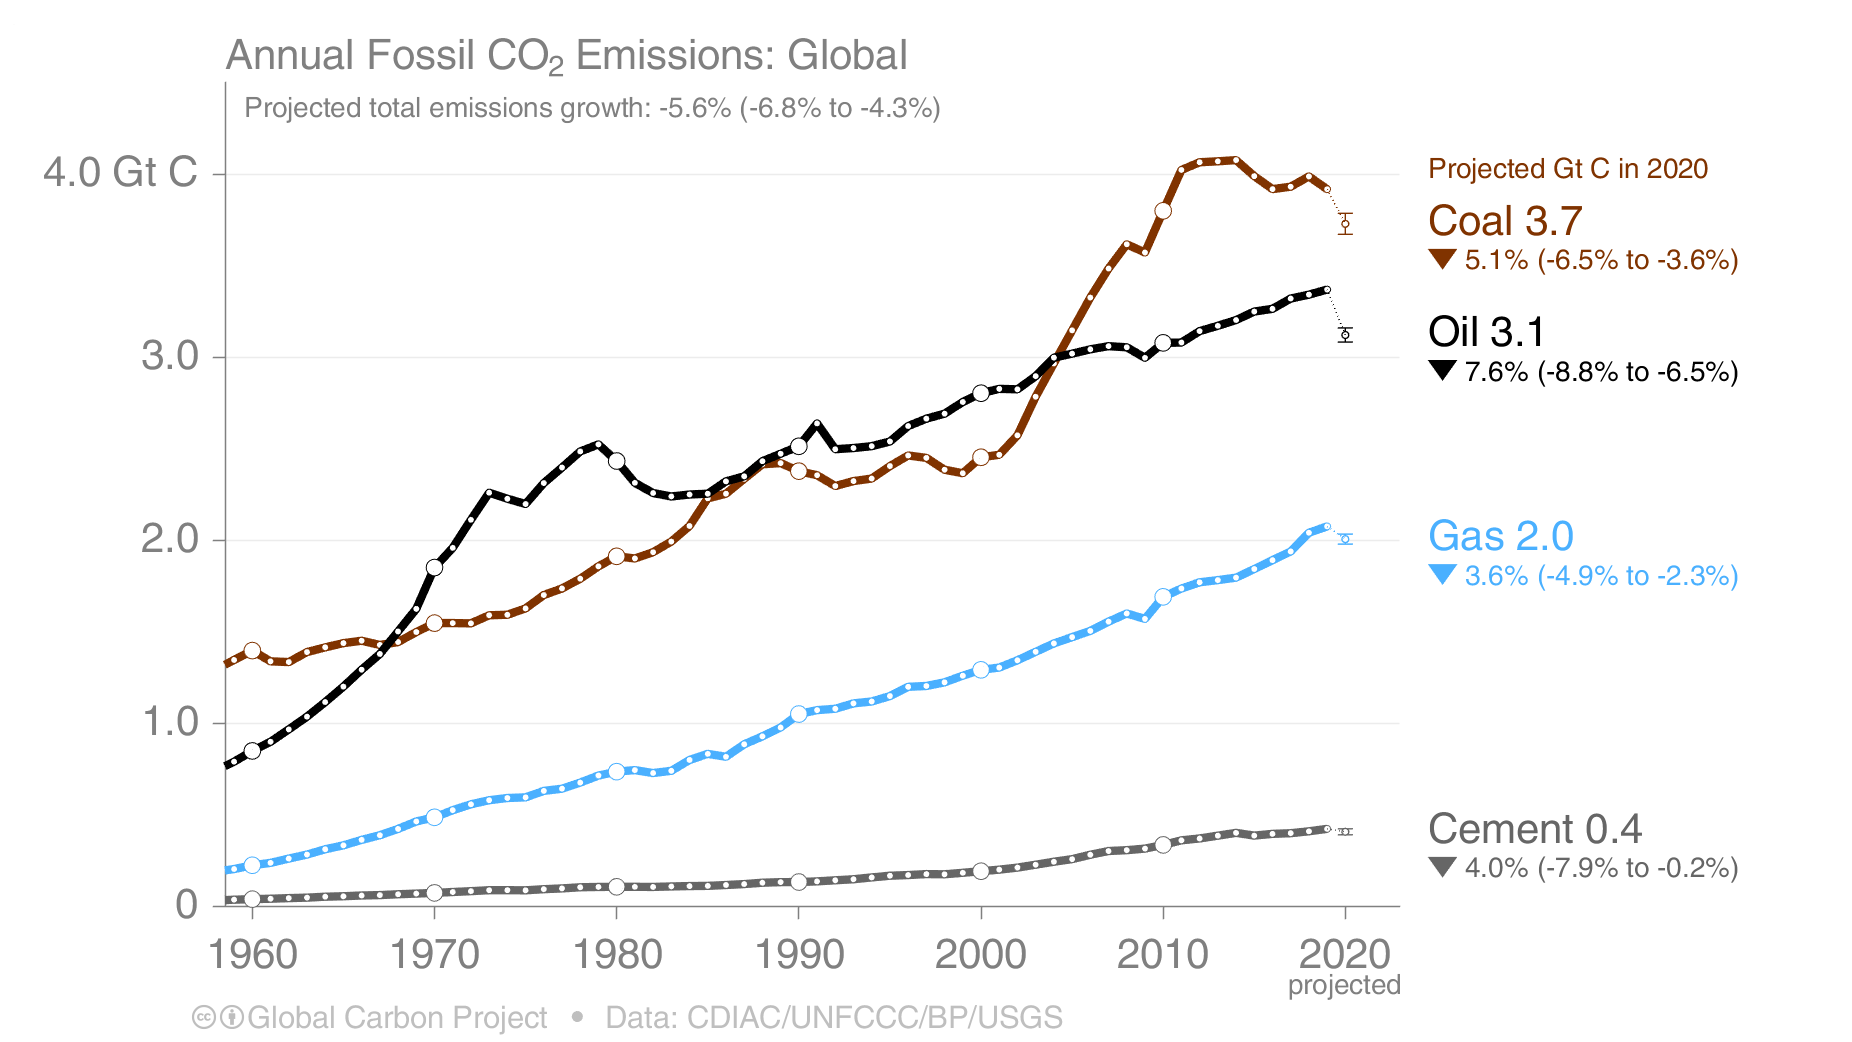 Annual Fossil CO₂ Emissions: Global
Projected total emissions growth: -5.6% (-6.8% to -4.3%)
4.0 Gt C
3.0
2.0
1.0
0
1960 1970 1980 1990 2000 2010 2020
projected
Projected Gt C in 2020
Coal 3.7
▼ 5.1% (-6.5% to -3.6%)
Oil 3.1
▼ 7.6% (-8.8% to -6.5%)
Gas 2.0
▼ 3.6% (-4.9% to -2.3%)
Cement 0.4
▼ 4.0% (-7.9% to -0.2%)
cc Global Carbon Project • Data: CDIAC/UNFCCC/BP/USGS